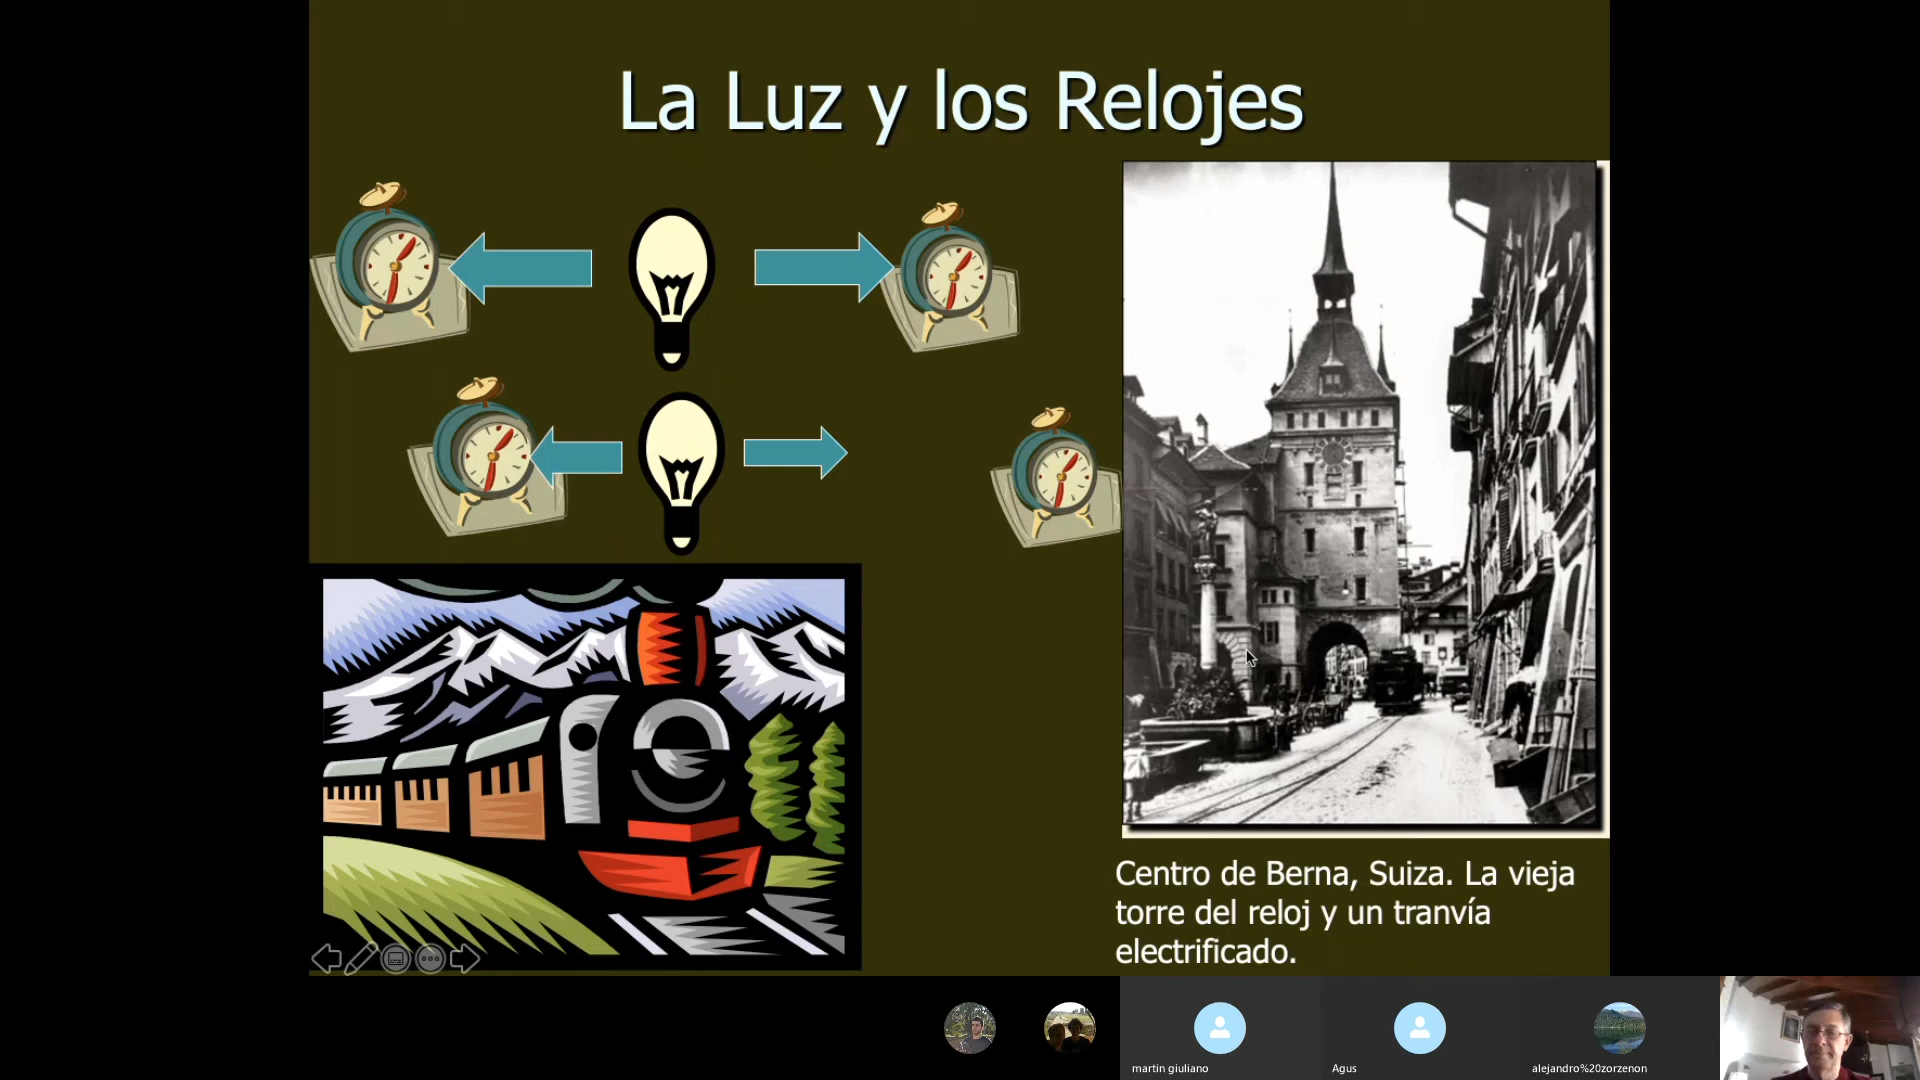 La Luz y los Relojes
Centro de Berna, Suiza. La vieja
torre del reloj y un tranvía
electrificado.
martin giuliano
Agus
alejandro%20zorzenon